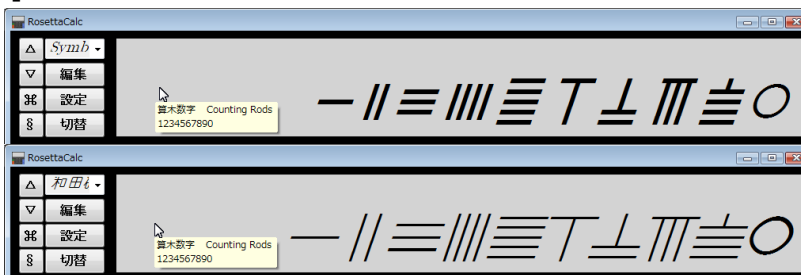 RosettaCalc
△ Symb
▽ 編集
⌘ 設定
§ 切替
算木数字 Counting Rods
1234567890
RosettaCalc
△ 和田
▽ 編集
⌘ 設定
§ 切替
算木数字 Counting Rods
1234567890